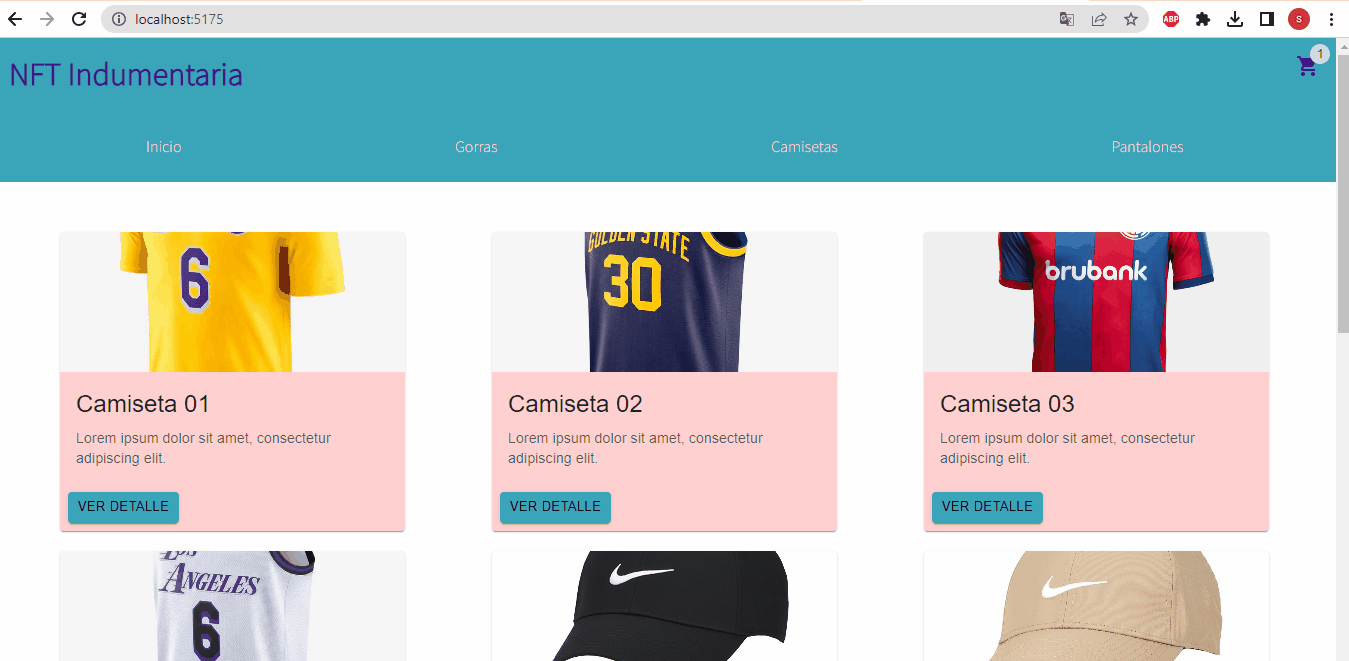 localhost:5175
ABP
S
NFT Indumentaria
1
Inicio
Gorras
Camisetas
Pantalones
6
GOLDEN STATE
30
brubank
Camiseta 01
Lorem ipsum dolor sit amet, consectetur
adipiscing elit.
VER DETALLE
Camiseta 02
Lorem ipsum dolor sit amet, consectetur
adipiscing elit.
VER DETALLE
Camiseta 03
Lorem ipsum dolor sit amet, consectetur
adipiscing elit.
VER DETALLE
LOS
ANGELES
6